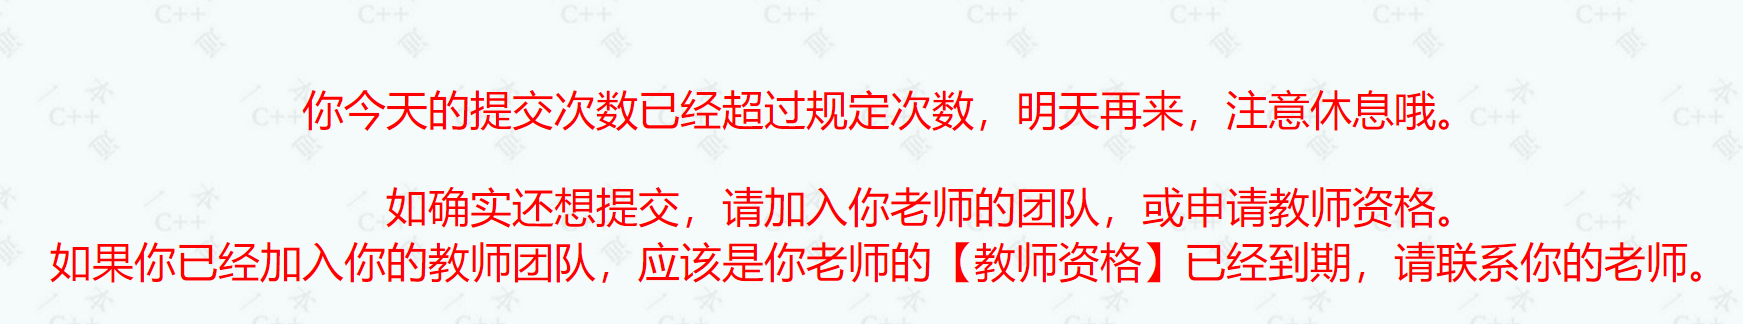 你今天的提交次数已经超过规定次数，明天再来，注意休息哦。
如确实还想提交，请加入你老师的团队，或申请教师资格。
如果你已经加入你的教师团队，应该是你老师的【教师资格】已经到期，请联系你的老师。